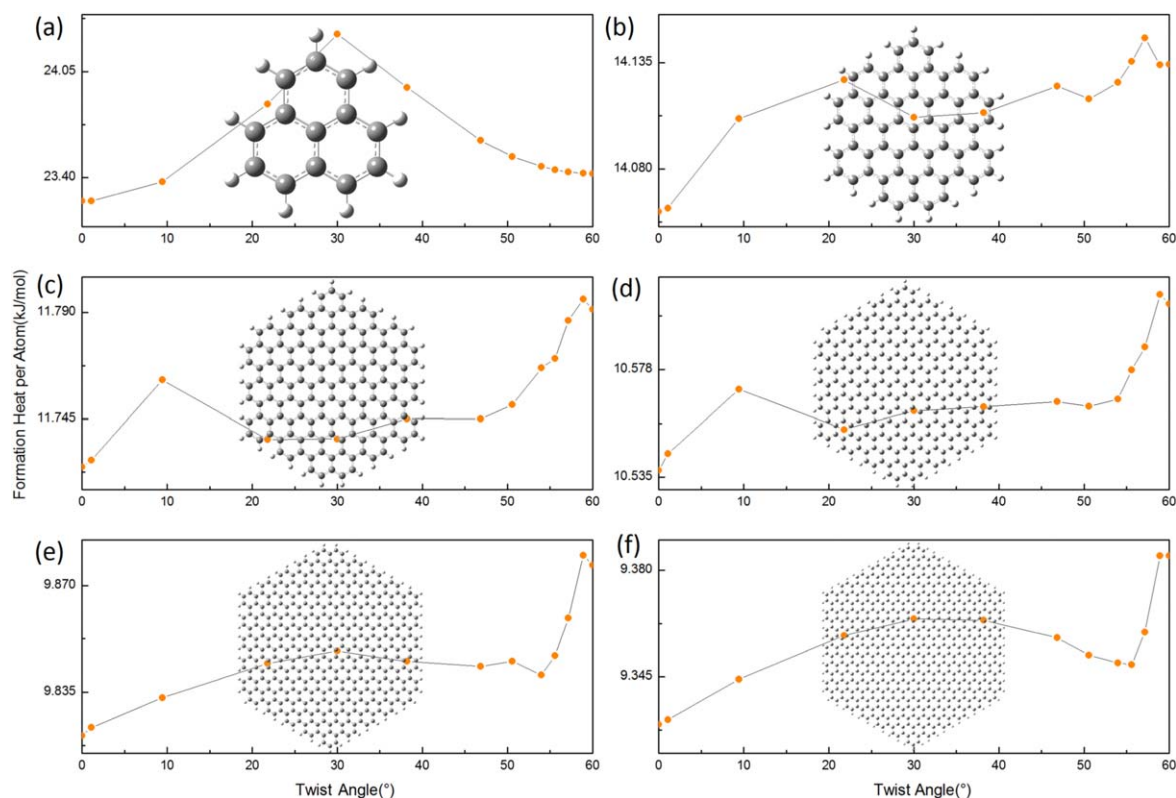 (a)
24.05
23.40
0 10 20 30 40 50 60
(b)
14.135
14.080
0 10 20 30 40 50 60
Formation Heat per Atom(kJ/mol)
(c)
11.790
11.745
0 10 20 30 40 50 60
(d)
10.578
10.535
0 10 20 30 40 50 60
(e)
9.870
9.835
0 10 20 30 40 50 60
Twist Angle(°)
(f)
9.380
9.345
0 10 20 30 40 50 60
Twist Angle(°)